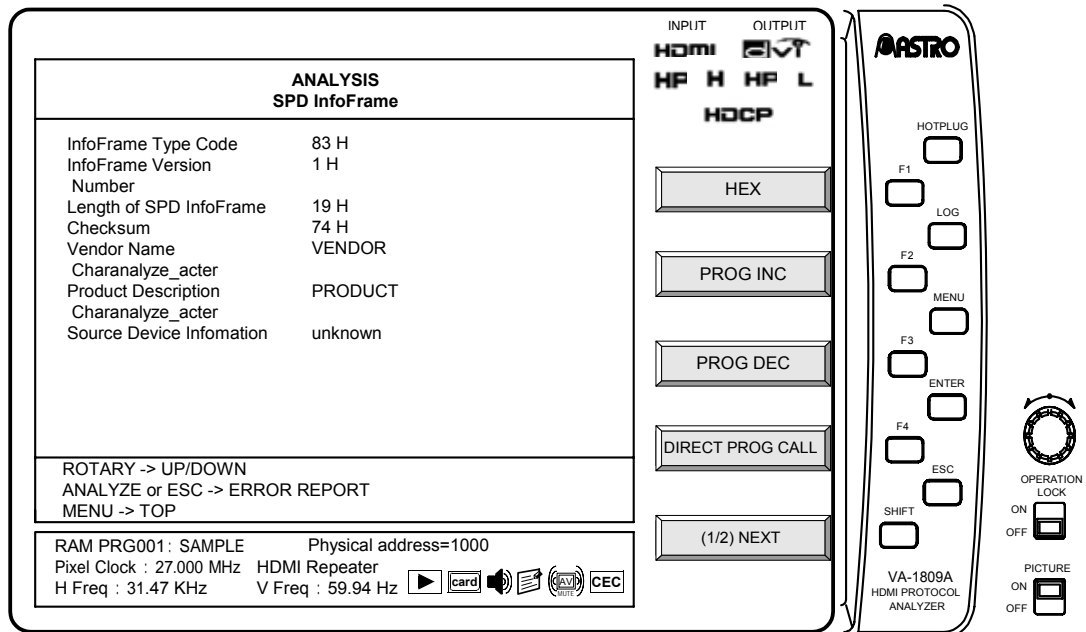 INPUT OUTPUT
HDMI DVI
HP H HP L
HDCP
ANALYSIS
SPD InfoFrame
InfoFrame Type Code 83 H
InfoFrame Version 1 H
Number
Length of SPD InfoFrame 19 H
Checksum 74 H
Vendor Name VENDOR
Charanalyze_acter
Product Description PRODUCT
Charanalyze_acter
Source Device Infomation unknown
ROTARY -> UP/DOWN
ANALYZE or ESC -> ERROR REPORT
MENU -> TOP
RAM PRG001 : SAMPLE Physical address=1000
Pixel Clock : 27.000 MHz HDMI Repeater
H Freq : 31.47 KHz V Freq : 59.94 Hz card AV MUTE CEC
HEX
PROG INC
PROG DEC
DIRECT PROG CALL
(1/2) NEXT
ASTRO
HOTPLUG
F1
LOG
F2
MENU
F3
ENTER
F4
ESC
SHIFT
VA-1809A
HDMI PROTOCOL
ANALYZER
OPERATION
LOCK
ON
OFF
PICTURE
ON
OFF